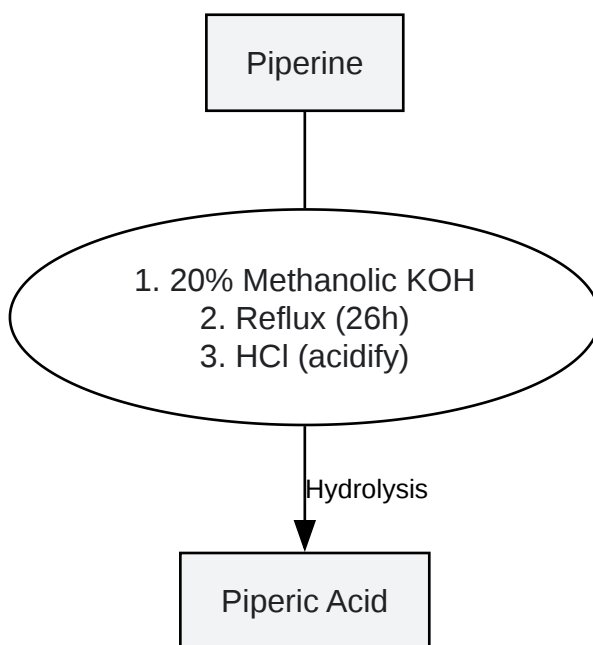 Piperine
1. 20% Methanolic KOH
2. Reflux (26h)
3. HCl (acidify)
Hydrolysis
Piperic Acid